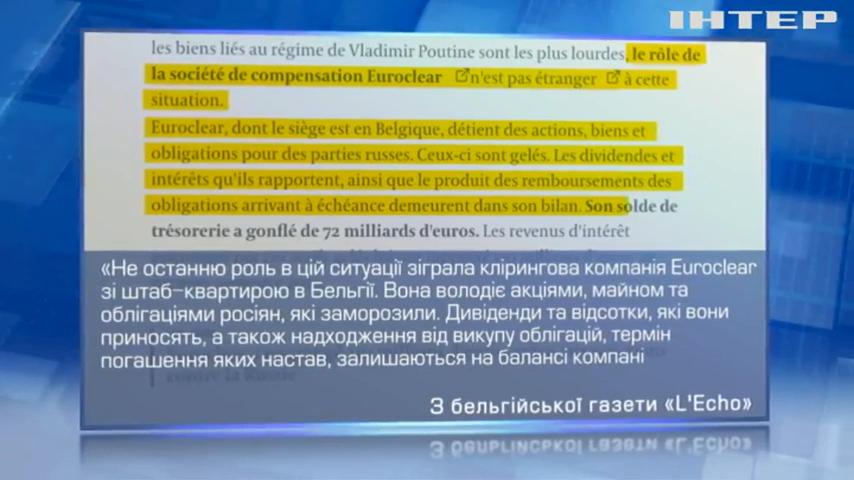 ІНТЕР
les biens liés au régime de Vladimir Poutine sont les plus lourdes, le rôle de
la société de compensation Euroclear n'est pas étranger à cette
situation.
Euroclear, dont le siège est en Belgique, détient des actions, biens et
obligations pour des parties russes. Ceux-ci sont gelés. Les dividendes et
intérêts qu'ils rapportent, ainsi que le produit des remboursements des
obligations arrivant à échéance demeurent dans son bilan. Son solde de
trésorerie a gonflé de 72 milliards d'euros. Les revenus d'intérêt
«Не останню роль в цій ситуації зіграла клірингова компанія Euroclear
зі штаб-квартирою в Бельгії. Вона володіє акціями, майном та
облігаціями росіян, які заморозили. Дивіденди та відсотки, які вони
приносять, а також надходження від викупу облігацій, термін
погашення яких настав, залишаються на балансі компані
З бельгійської газети «L'Echo»